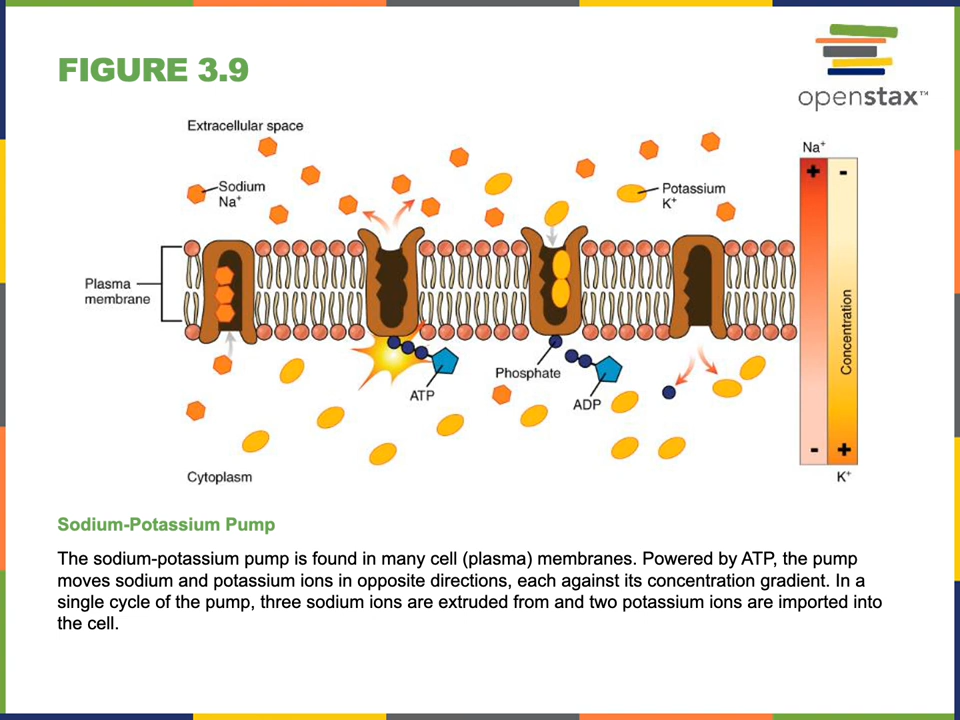 FIGURE 3.9
openstax™
Extracellular space
Na⁺
+ -
Sodium
Na⁺
Potassium
K⁺
Plasma
membrane
Concentration
Phosphate
ATP
ADP
- +
Cytoplasm
K⁺
Sodium-Potassium Pump
The sodium-potassium pump is found in many cell (plasma) membranes. Powered by ATP, the pump
moves sodium and potassium ions in opposite directions, each against its concentration gradient. In a
single cycle of the pump, three sodium ions are extruded from and two potassium ions are imported into
the cell.